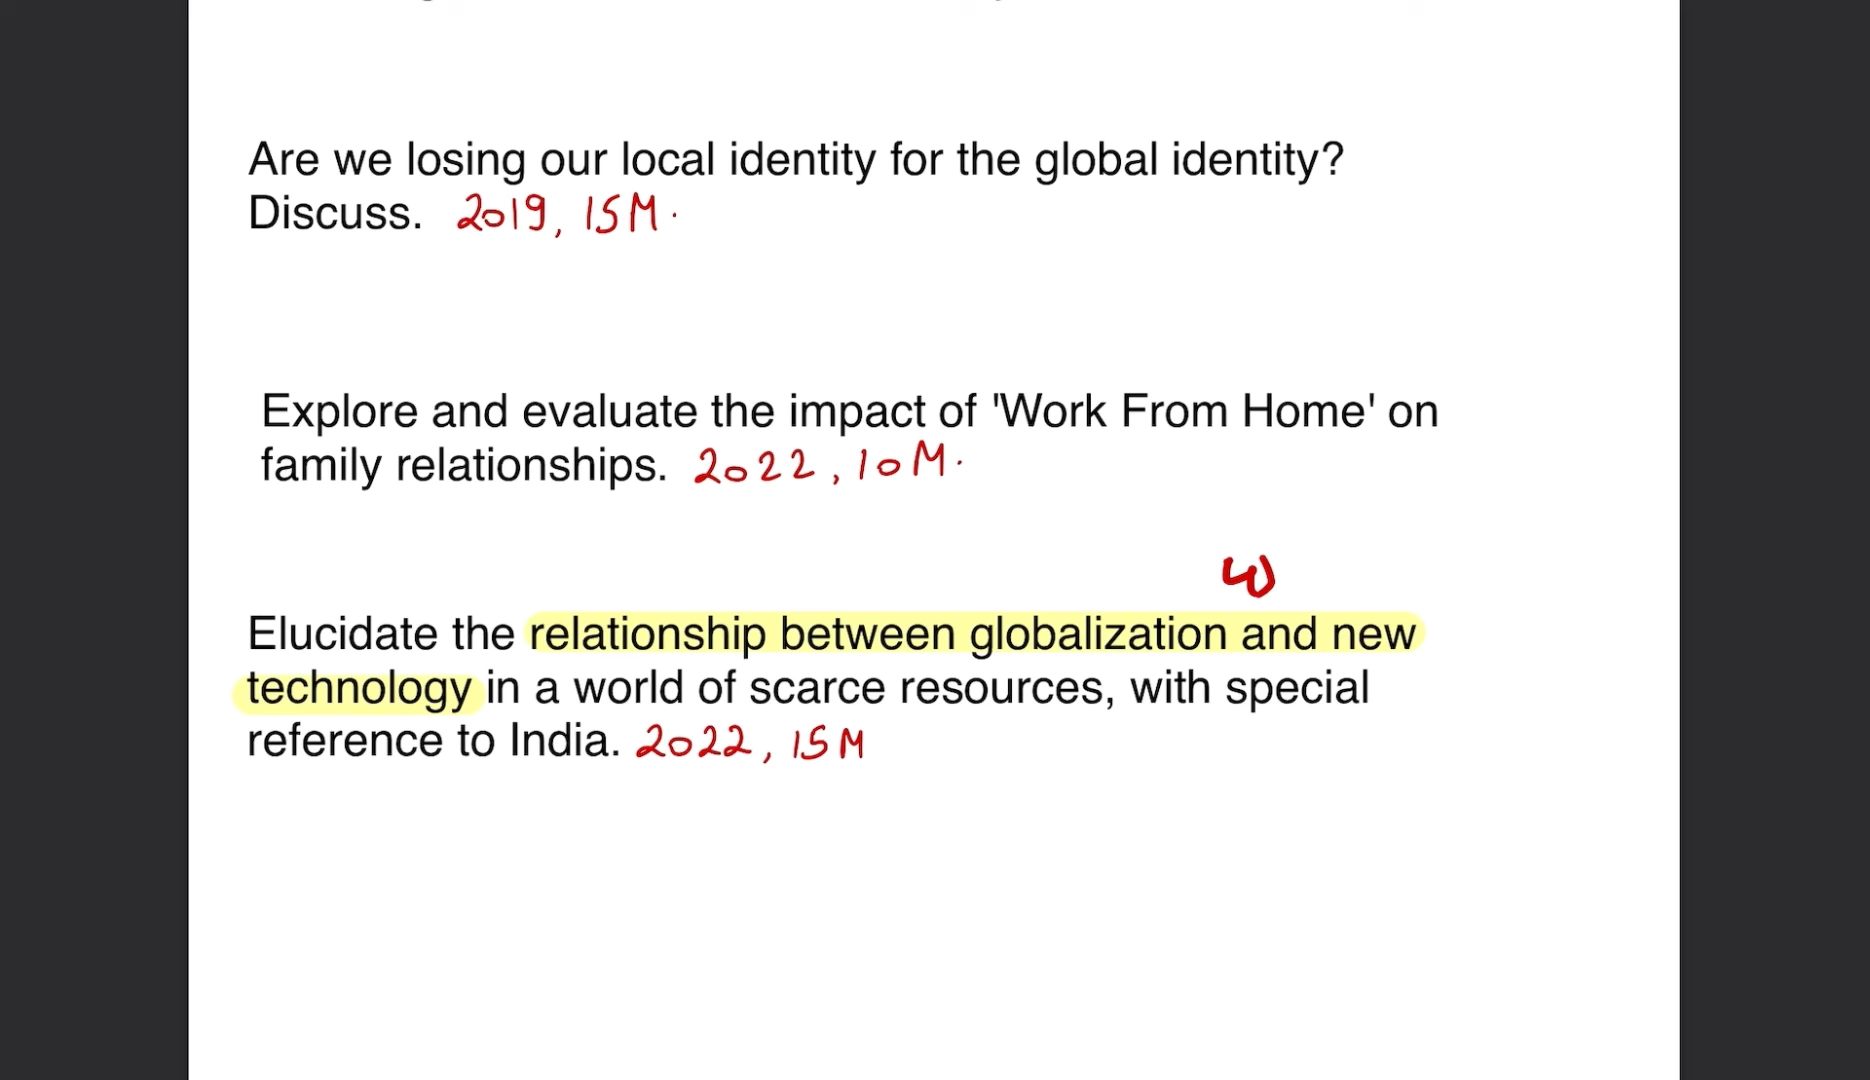 Are we losing our local identity for the global identity?
Discuss. 2019, 15M.
Explore and evaluate the impact of 'Work From Home' on
family relationships. 2022, 10M.
Elucidate the relationship between globalization and new
technology in a world of scarce resources, with special
reference to India. 2022, 15M